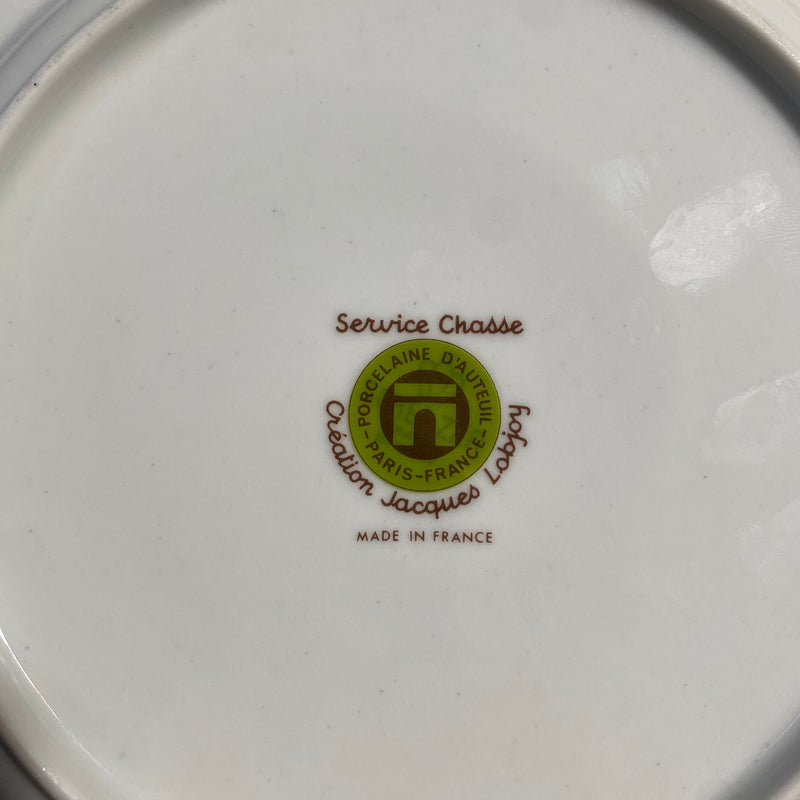 Service Chasse
PORCELAINE D'AUTEUIL
-PARIS-FRANCE-
Création Jacques Lobjoy
MADE IN FRANCE